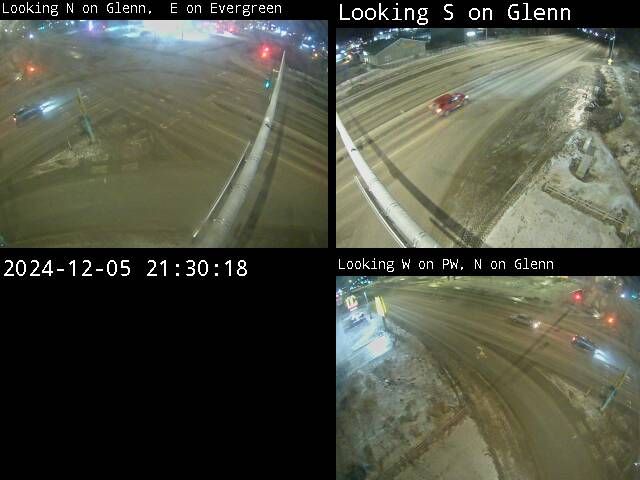 Looking N on Glenn,  E on Evergreen
Looking S on Glenn
2024-12-05 21:30:18
Looking W on PW, N on Glenn